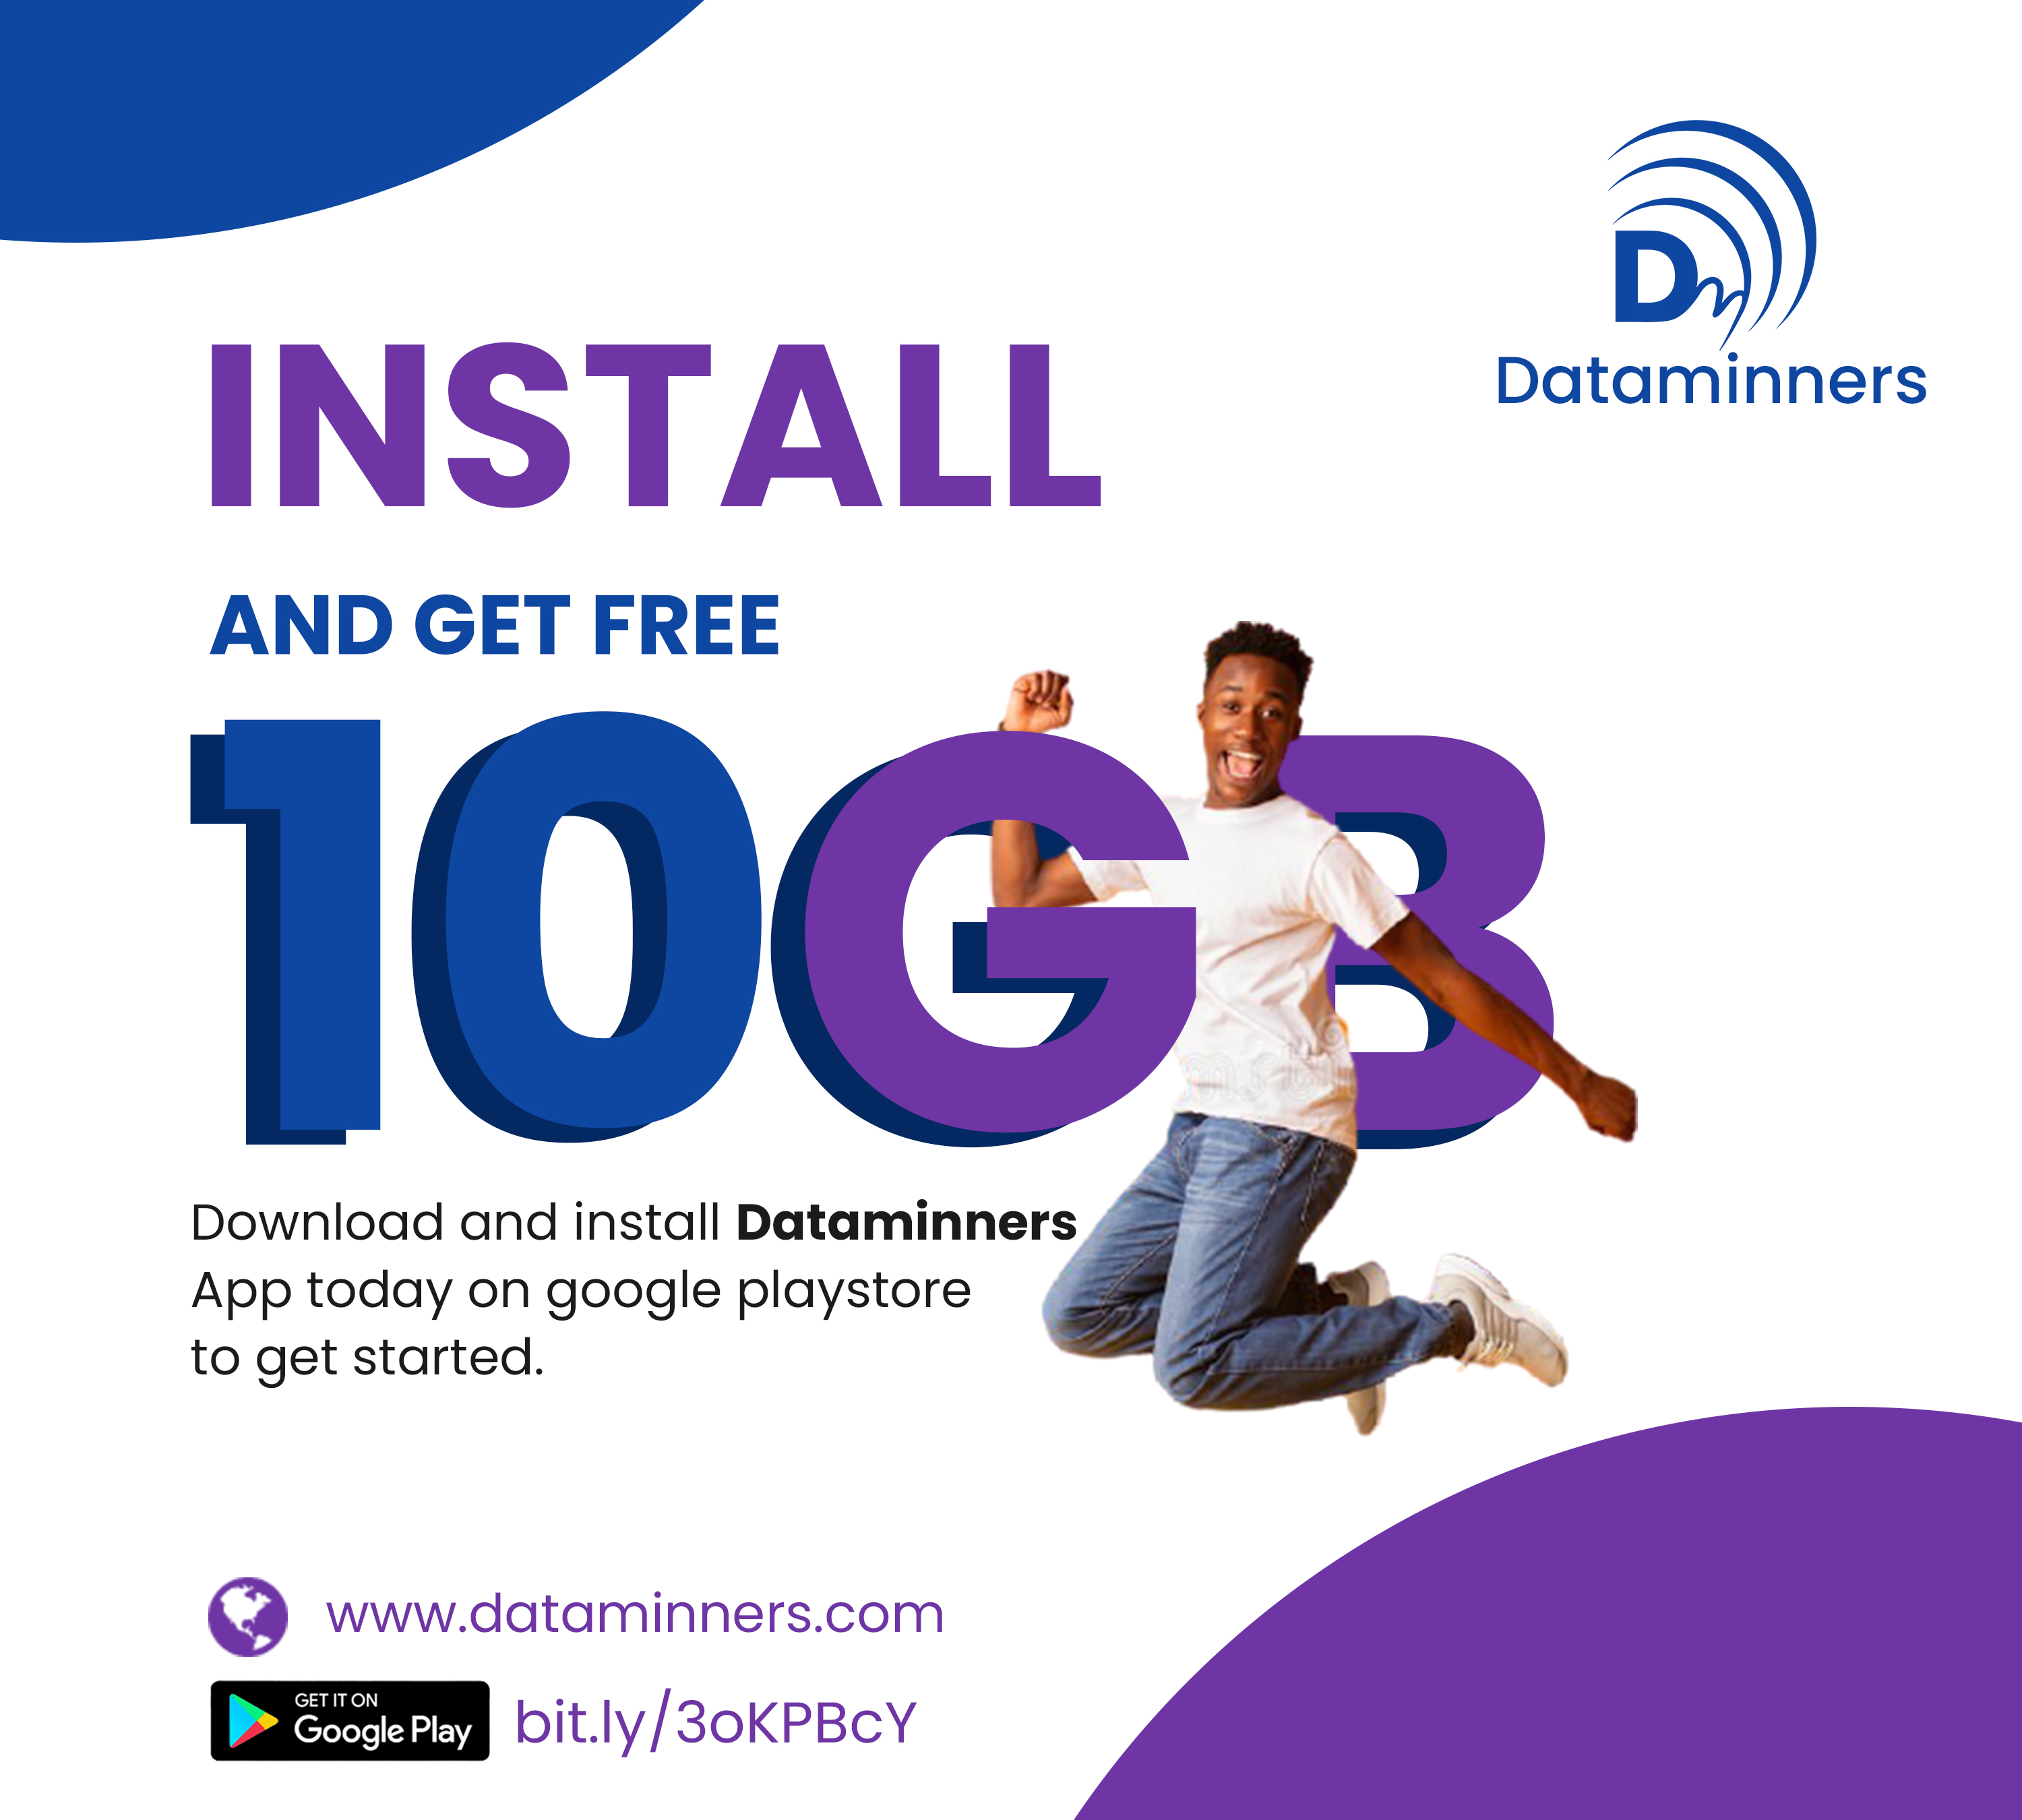 Dm
Dataminners
INSTALL
AND GET FREE
10GB
Download and install Dataminners
App today on google playstore
to get started.
www.dataminners.com
GET IT ON
Google Play
bit.ly/3oKPBcY